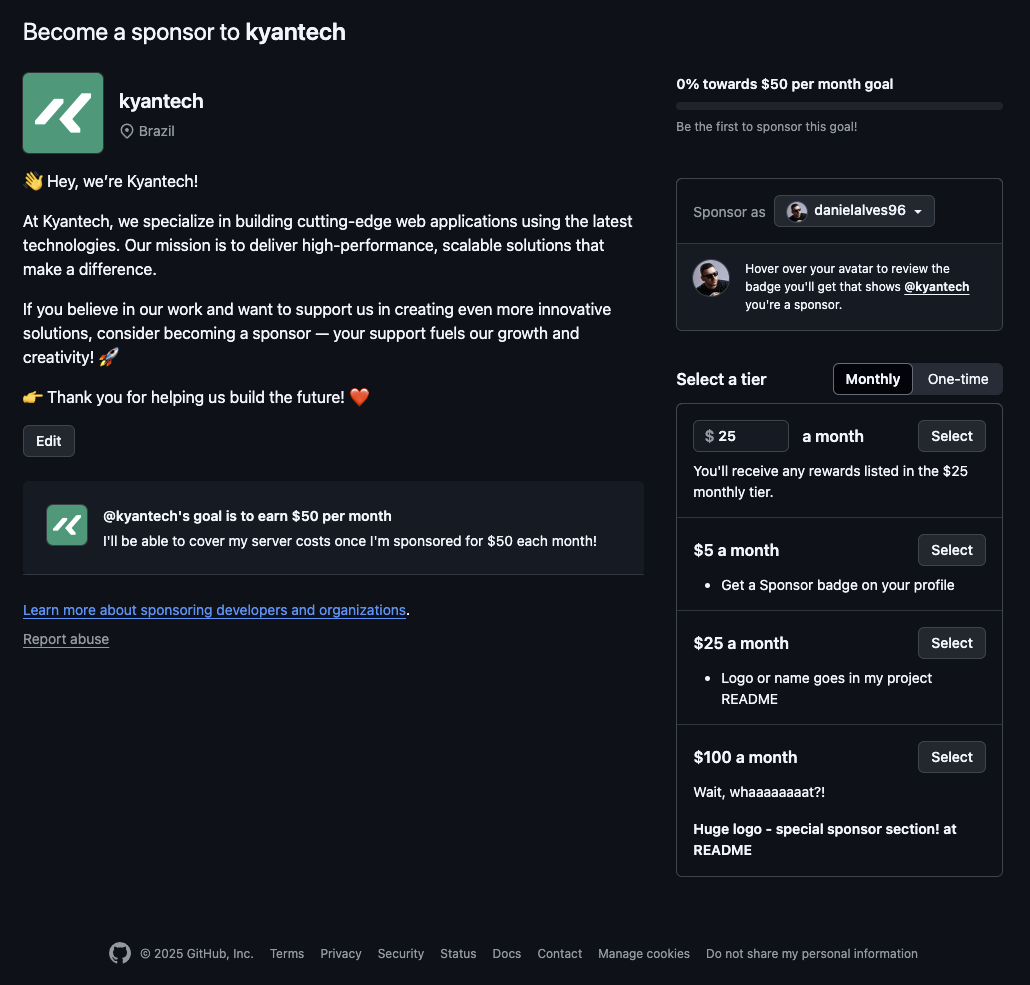 Become a sponsor to kyantech
kyantech
Brazil
👋 Hey, we’re Kyantech!
At Kyantech, we specialize in building cutting-edge web applications using the latest
technologies. Our mission is to deliver high-performance, scalable solutions that
make a difference.
If you believe in our work and want to support us in creating even more innovative
solutions, consider becoming a sponsor — your support fuels our growth and
creativity! 🚀
👉 Thank you for helping us build the future! ❤️
Edit
@kyantech's goal is to earn $50 per month
I'll be able to cover my server costs once I'm sponsored for $50 each month!
Learn more about sponsoring developers and organizations.
Report abuse
0% towards $50 per month goal
Be the first to sponsor this goal!
Sponsor as danielalves96
Hover over your avatar to review the
badge you'll get that shows @kyantech
you're a sponsor.
Select a tier Monthly One-time
$ 25 a month Select
You'll receive any rewards listed in the $25
monthly tier.
$5 a month Select
• Get a Sponsor badge on your profile
$25 a month Select
• Logo or name goes in my project
README
$100 a month Select
Wait, whaaaaaaaat?!
Huge logo - special sponsor section! at
README
© 2025 GitHub, Inc. Terms Privacy Security Status Docs Contact Manage cookies Do not share my personal information